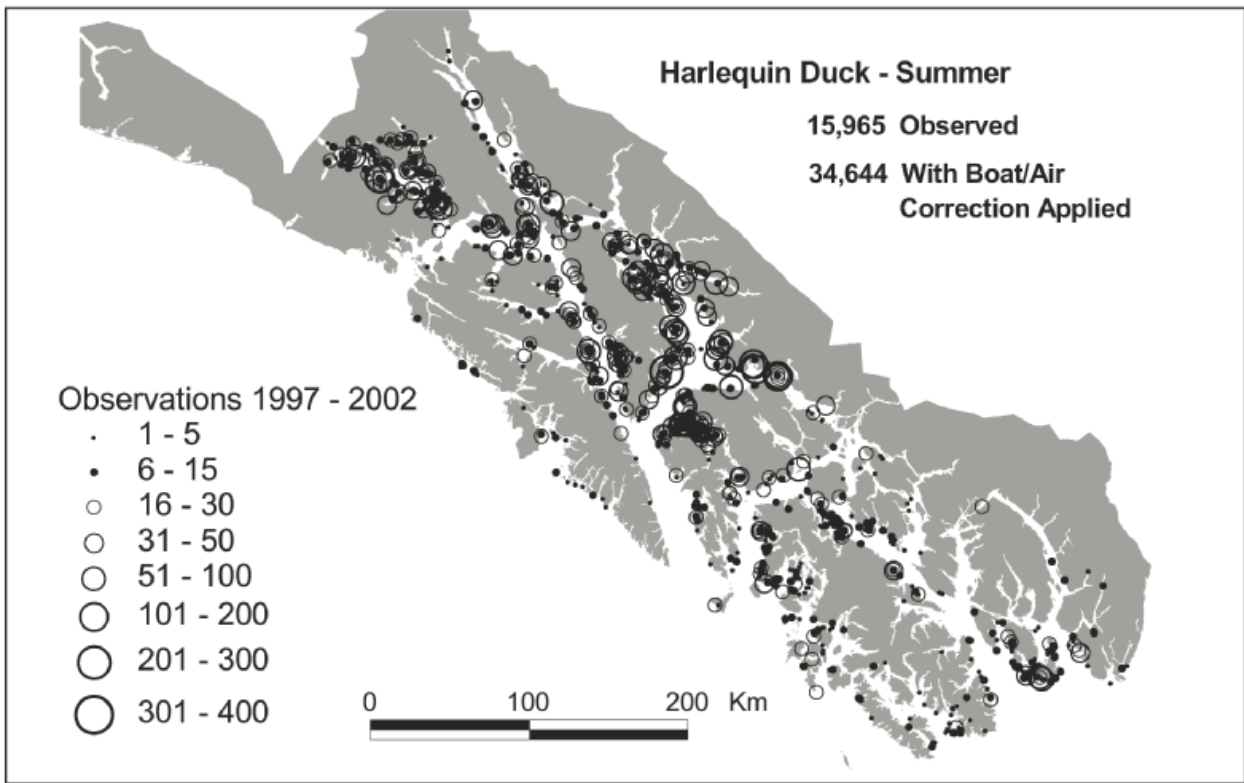 Harlequin Duck - Summer
15,965 Observed
34,644 With Boat/Air
Correction Applied
Observations 1997 - 2002
1 - 5
6 - 15
16 - 30
31 - 50
51 - 100
101 - 200
201 - 300
301 - 400
0 100 200 Km